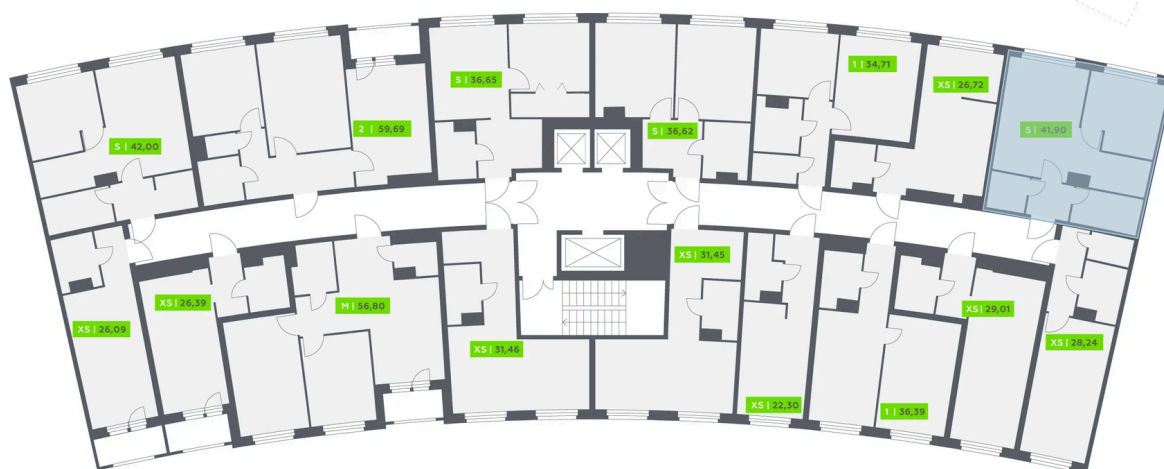 S | 36,65
1 | 34,71
XS | 26,72
2 | 59,69
S | 36,62
S | 41,90
S | 42,00
XS | 31,45
XS | 26,39
M | 56,80
XS | 29,01
XS | 26,09
XS | 31,46
XS | 28,24
XS | 22,30
1 | 36,39